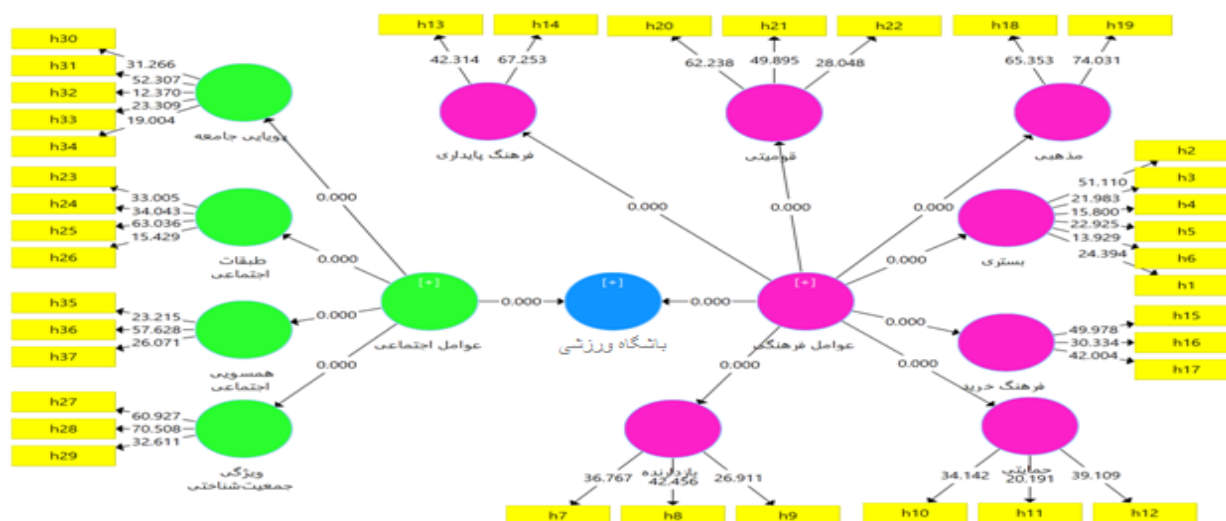 h13
h14
h20
h21
h22
h18
h19
42.314
67.253
62.238
49.895
28.048
65.353
74.031
فرهنگ پایداری
قومیتی
مذهبی
h30
h31
h32
h33
h34
31.266
52.307
12.370
23.309
19.004
پویایی جامعه
h23
h24
h25
h26
33.005
34.043
63.036
15.429
طبقات
اجتماعی
h35
h36
h37
23.215
57.628
26.071
همسویی
اجتماعی
h27
h28
h29
60.927
70.508
32.611
ویژگی
جمعیت‌شناختی
0.000
0.000
0.000
0.000
[+]
عوامل اجتماعی
0.000
[+]
باشگاه ورزشی
0.000
[+]
عوامل فرهنگی
0.000
0.000
0.000
0.000
0.000
0.000
0.000
h2
h3
h4
h5
h6
h1
51.110
21.983
15.800
22.925
13.929
24.394
بستری
h15
h16
h17
49.978
30.334
42.004
فرهنگ خرید
بازدارنده
36.767
42.456
26.911
h7
h8
h9
حمایتی
34.142
20.191
39.109
h10
h11
h12